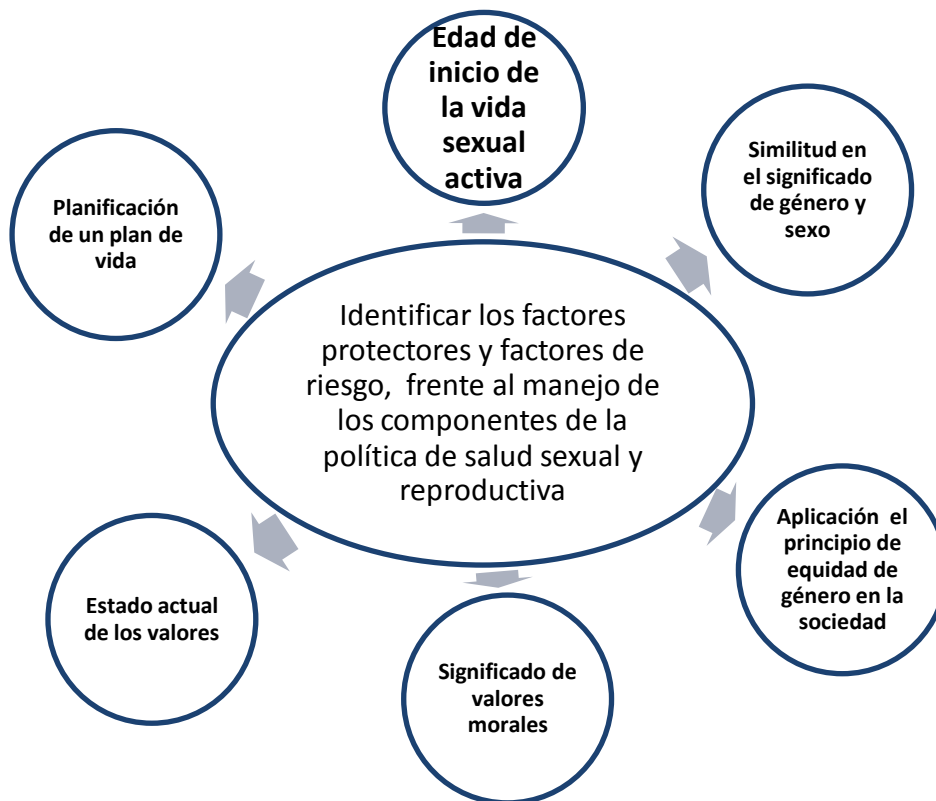 Edad de
inicio de
la vida
sexual
activa
Similitud en
el significado
de género y
sexo
Planificación
de un plan de
vida
Identificar los factores
protectores y factores de
riesgo, frente al manejo de
los componentes de la
política de salud sexual y
reproductiva
Aplicación el
principio de
equidad de
género en la
sociedad
Estado actual
de los valores
Significado de
valores
morales